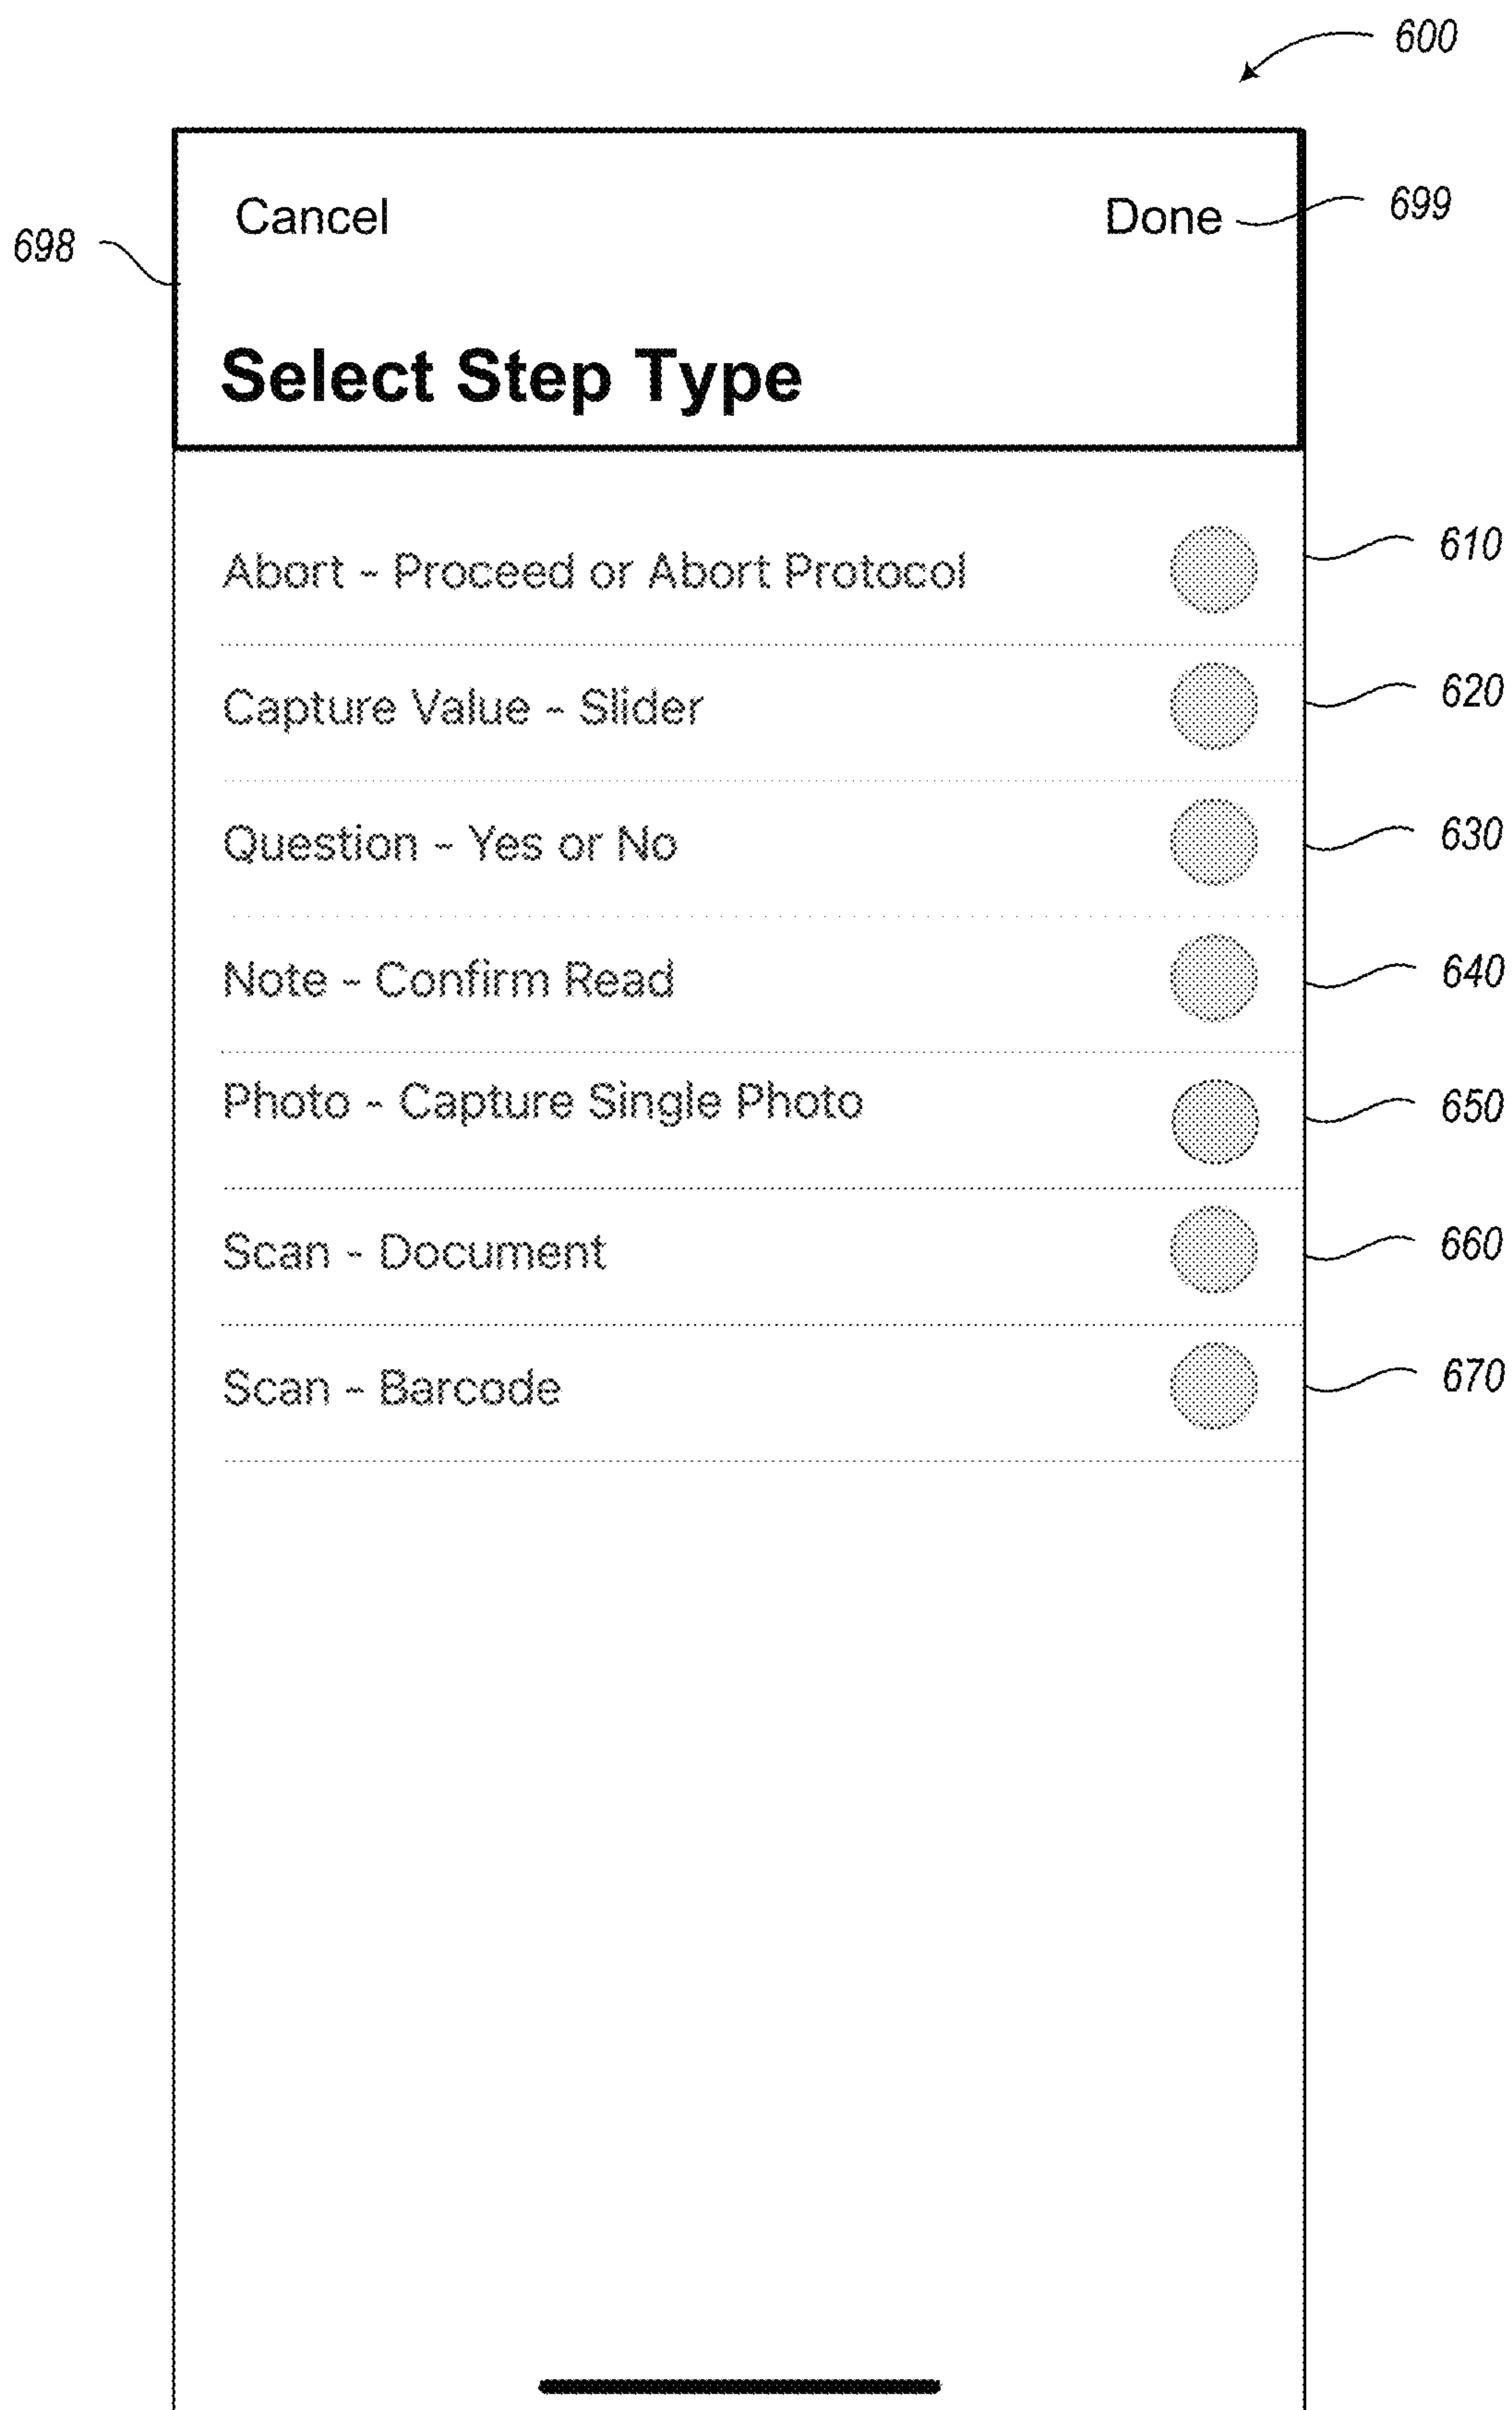 600
Cancel Done 699
698
Select Step Type
Abort - Proceed or Abort Protocol 610
Capture Value - Slider 620
Question - Yes or No 630
Note - Confirm Read 640
Photo - Capture Single Photo 650
Scan - Document 660
Scan - Barcode 670